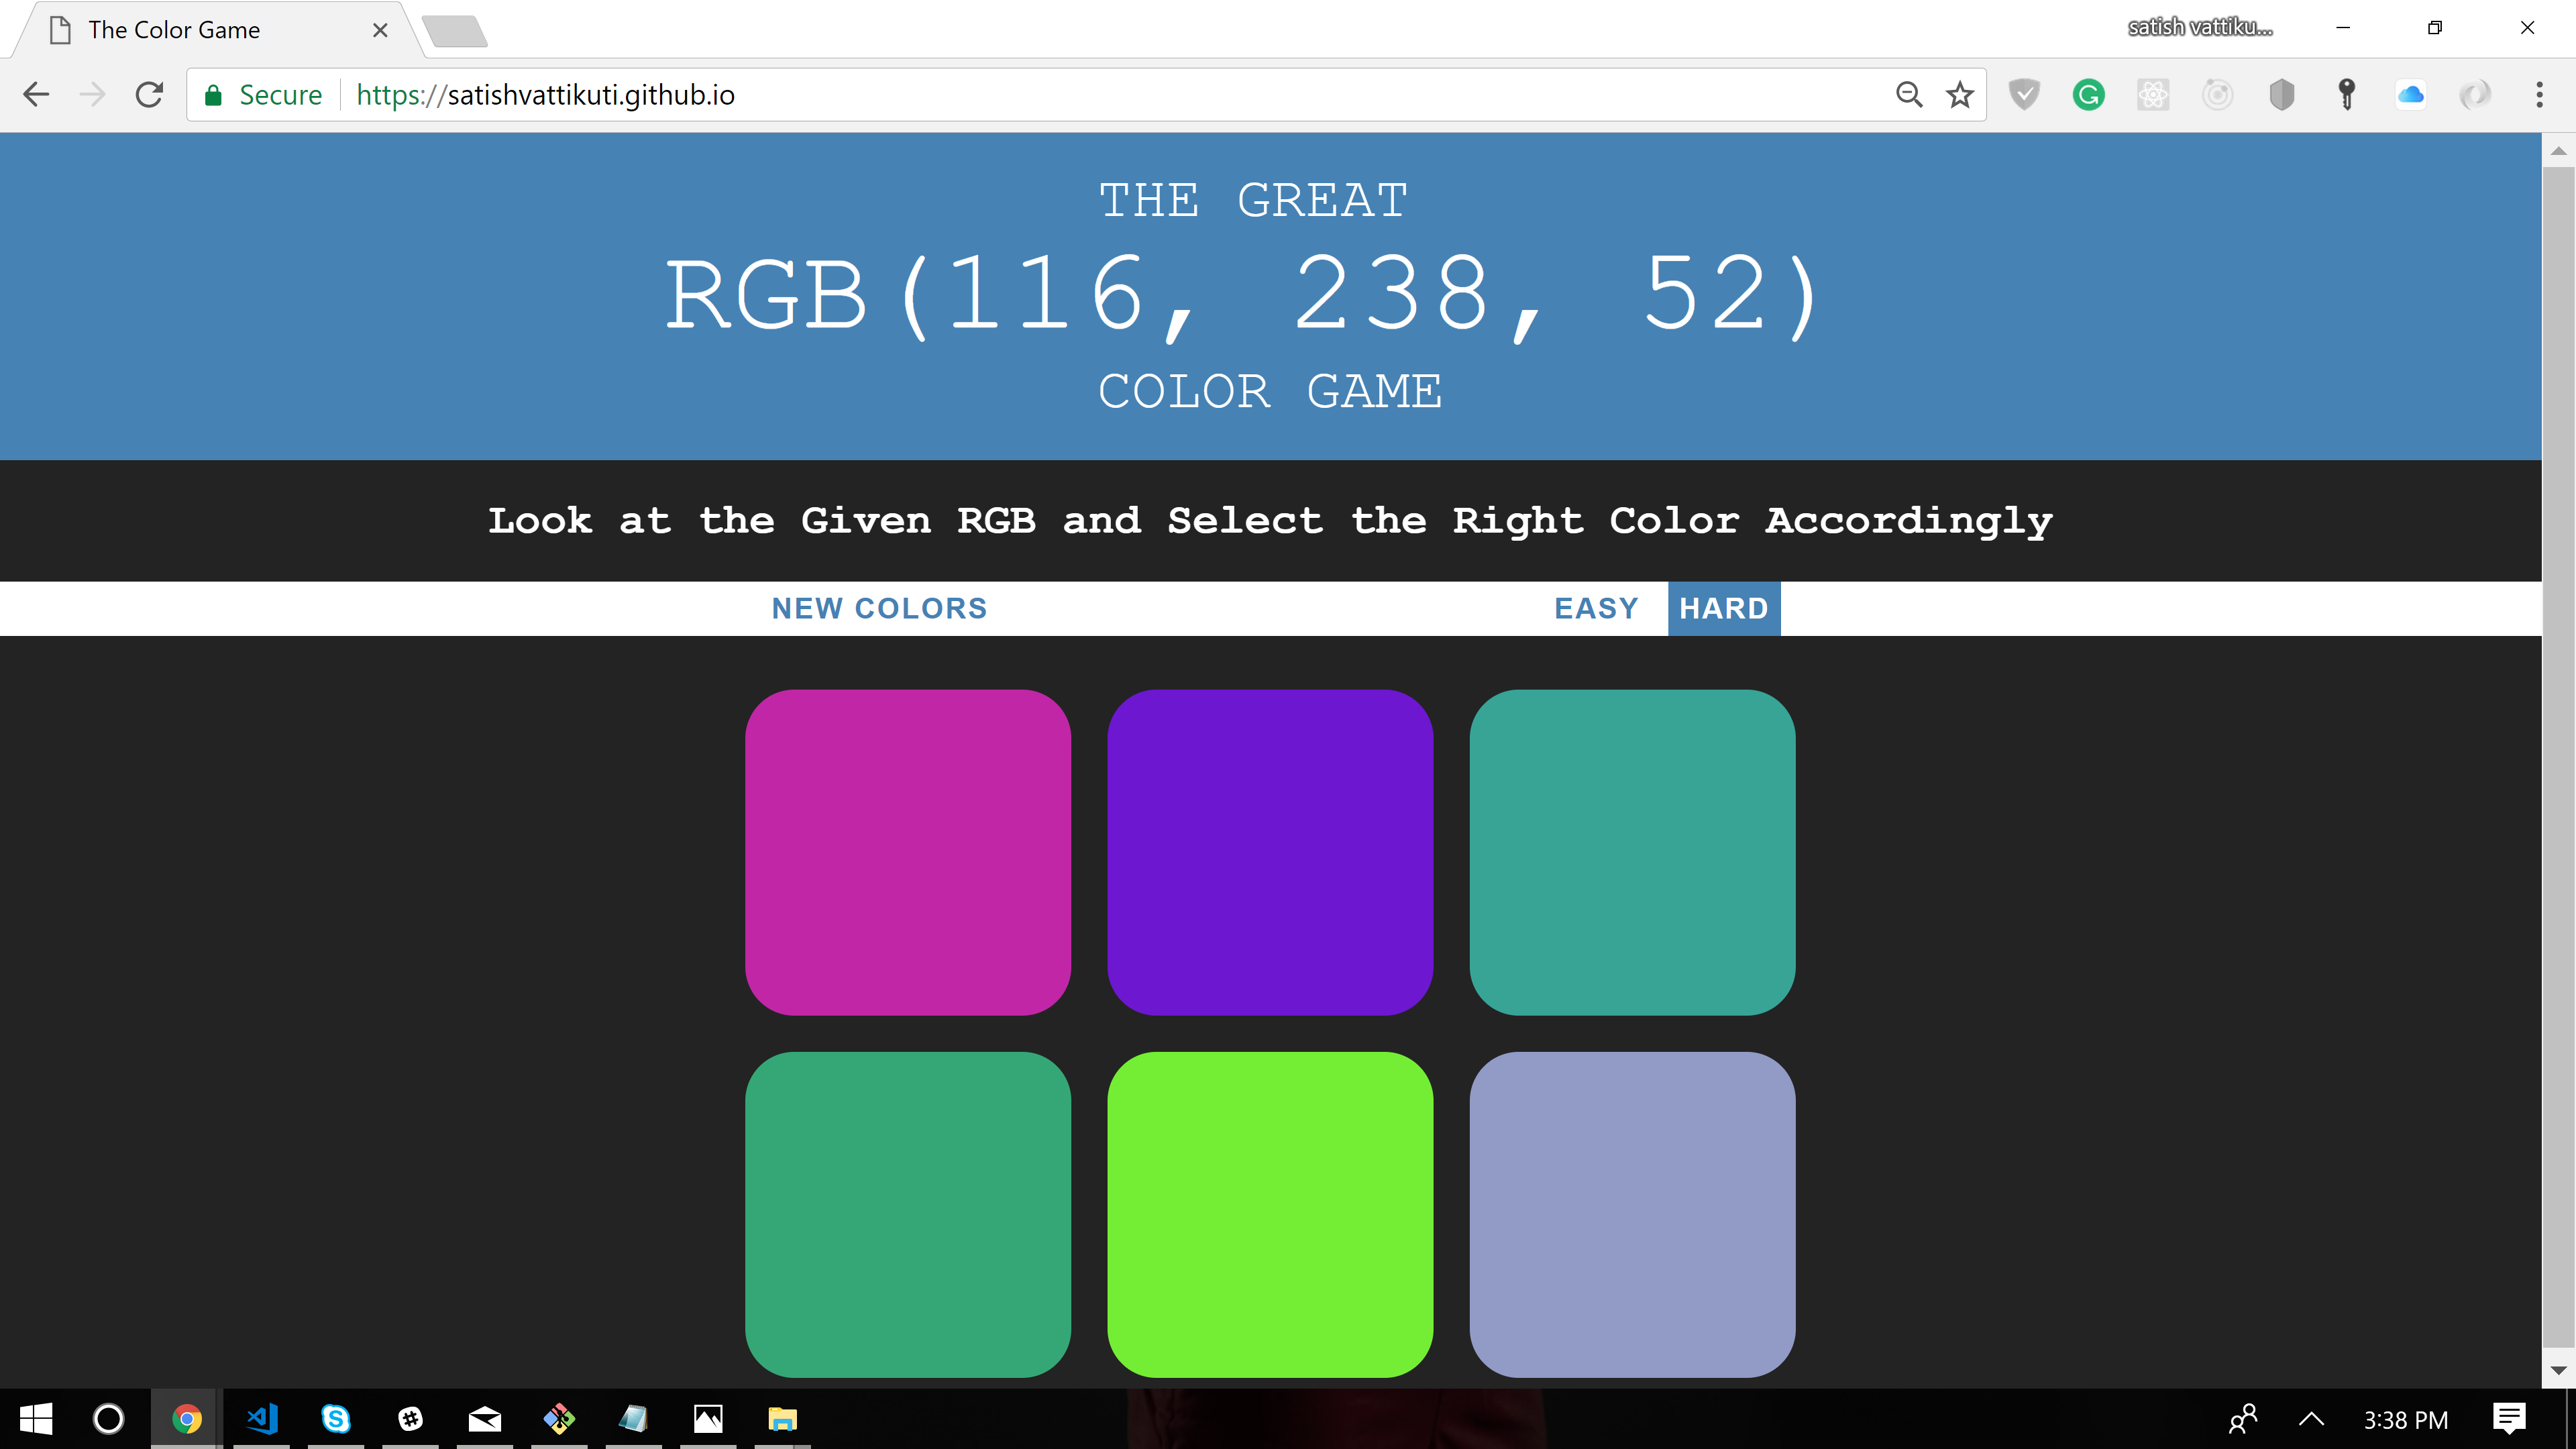 The Color Game
satish vattiku...
Secure
https://satishvattikuti.github.io
THE GREAT
RGB(116, 238, 52)
COLOR GAME
Look at the Given RGB and Select the Right Color Accordingly
NEW COLORS EASY HARD
3:38 PM